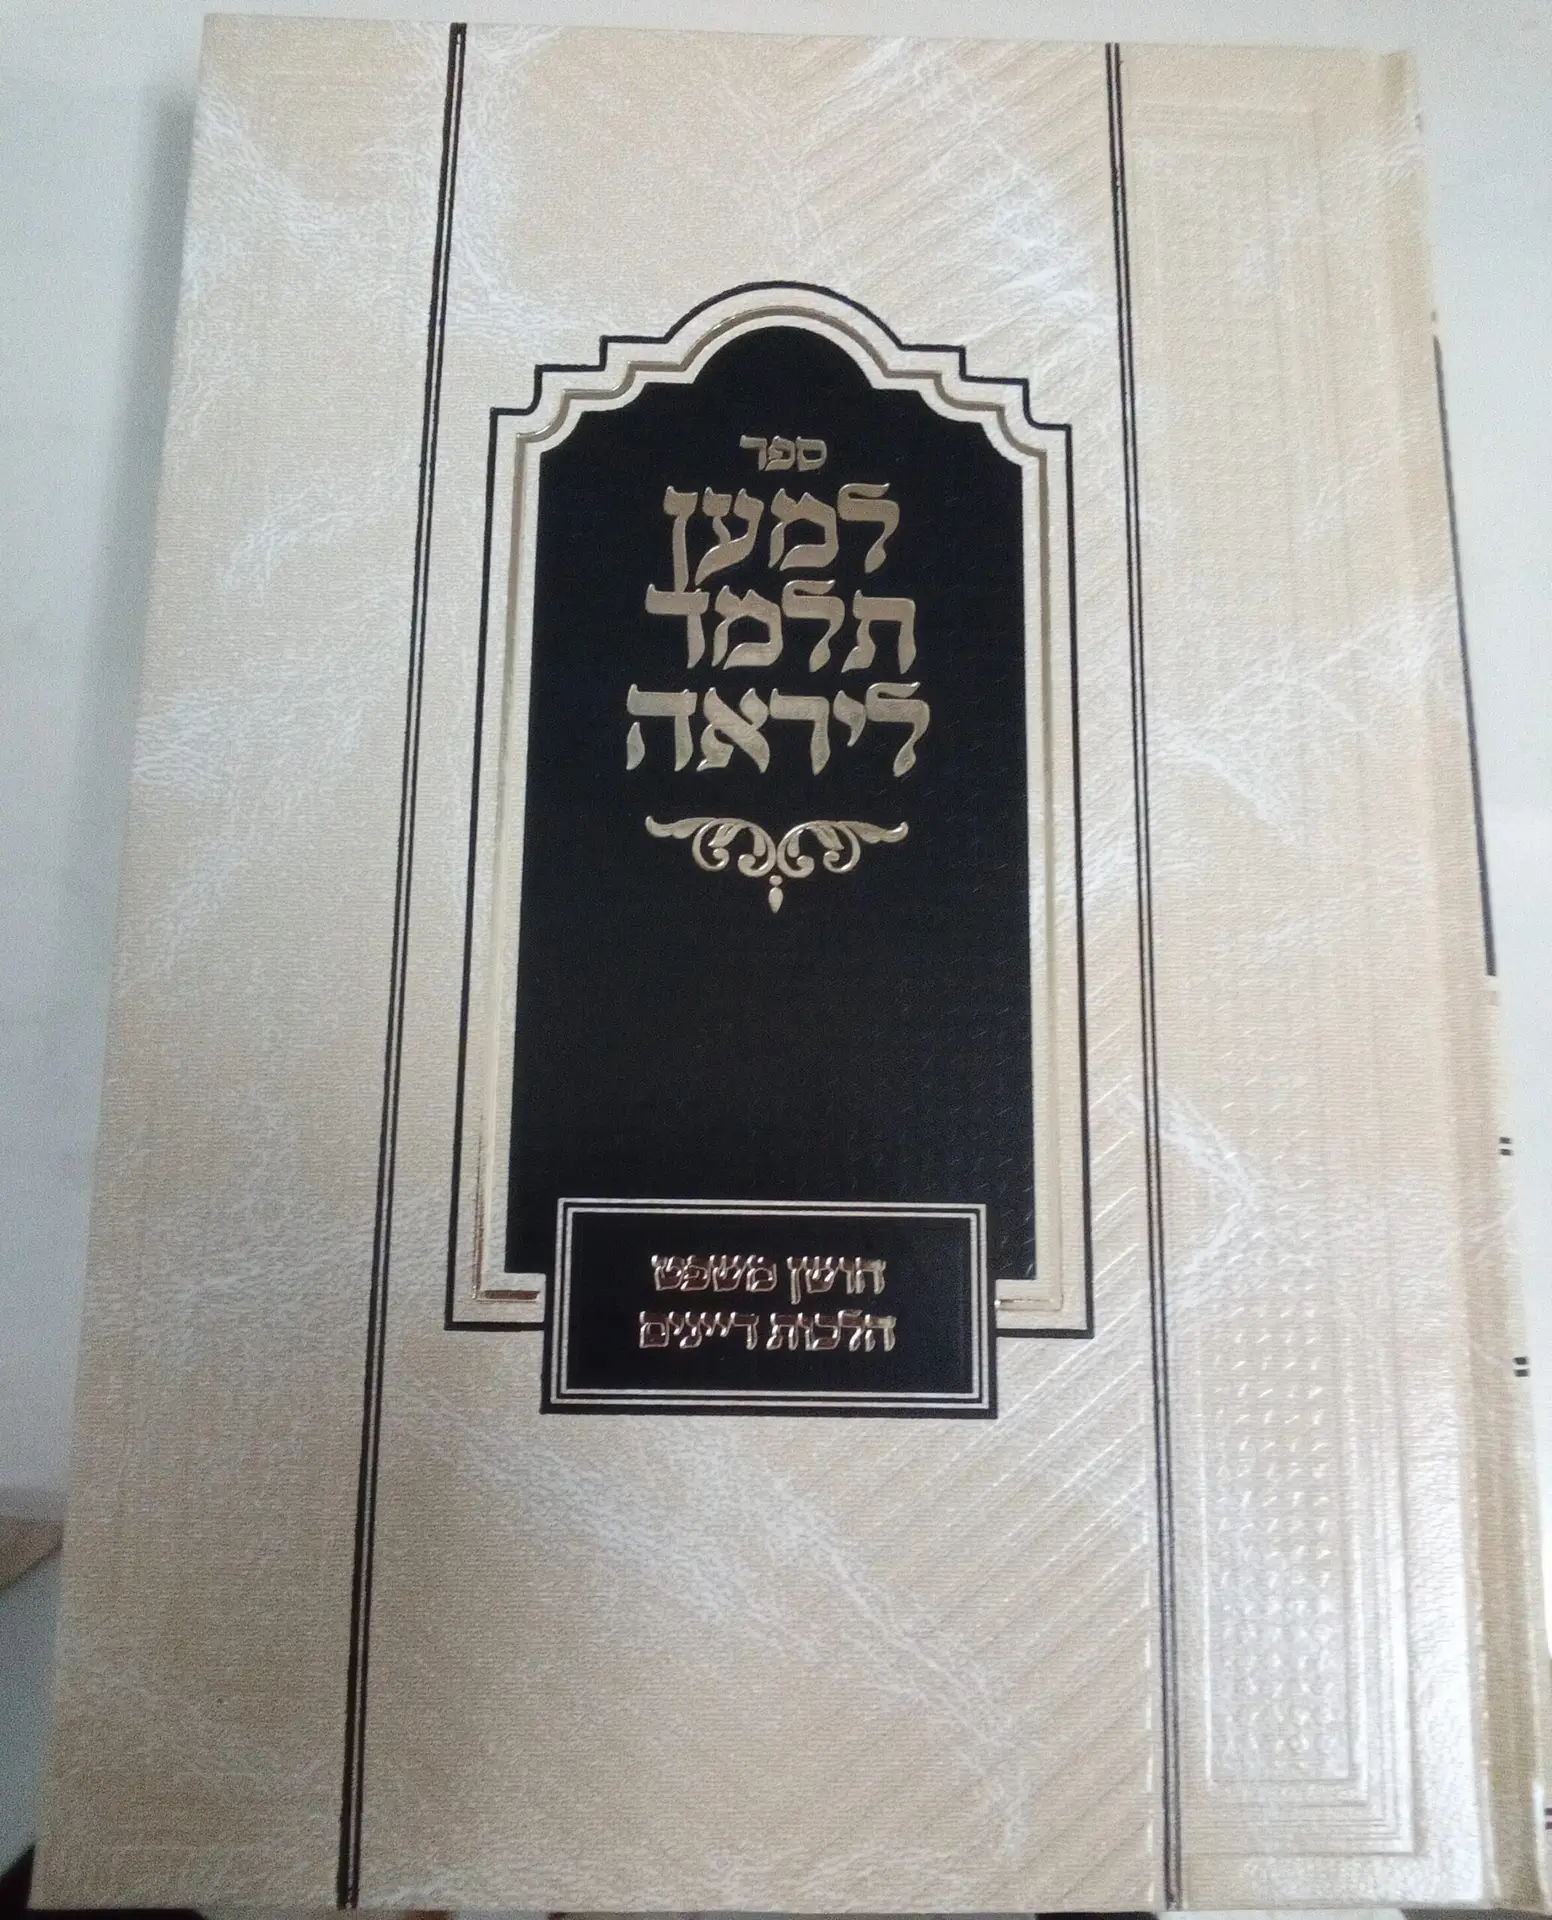 ספר
למען
תלמד
ליראה
חושן משפט
הלכות דיינים